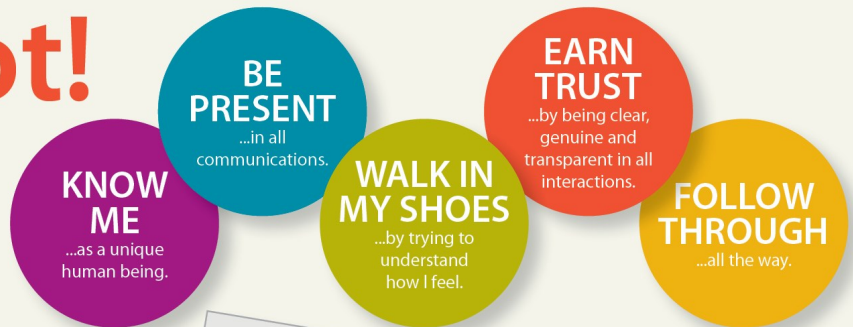 ot!
KNOW
ME
...as a unique
human being.
BE
PRESENT
...in all
communications.
WALK IN
MY SHOES
...by trying to
understand
how I feel.
EARN
TRUST
...by being clear,
genuine and
transparent in all
interactions.
FOLLOW
THROUGH
...all the way.